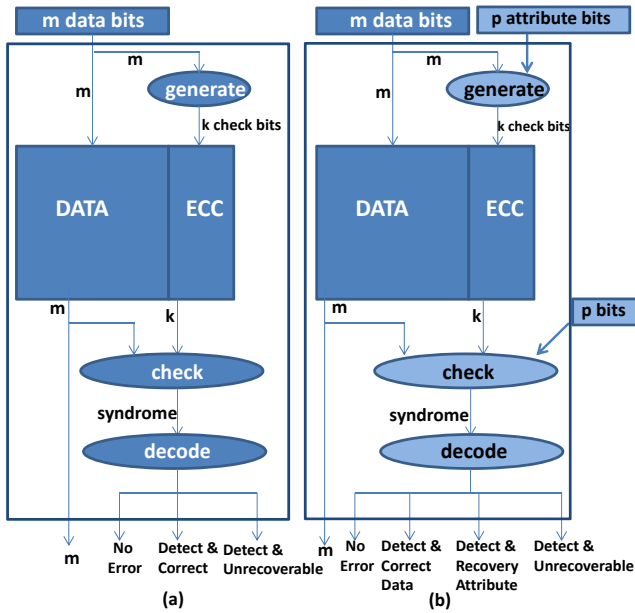 m data bits
m
generate
m
k check bits
DATA
ECC
m
k
check
syndrome
decode
m
No
Error
Detect &
Correct
Detect &
Unrecoverable
(a)
m data bits
p attribute bits
m
generate
m
k check bits
DATA
ECC
m
k
p bits
check
syndrome
decode
m
No
Error
Detect &
Correct
Data
Detect &
Recovery
Attribute
Detect &
Unrecoverable
(b)